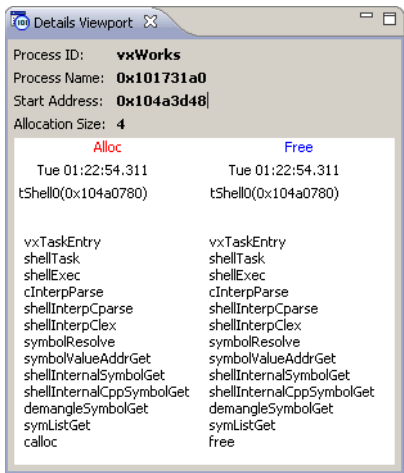 Details Viewport
Process ID: vxWorks
Process Name: 0x101731a0
Start Address: 0x104a3d48
Allocation Size: 4
Alloc Free
Tue 01:22:54.311 Tue 01:22:54.311
tShell0(0x104a0780) tShell0(0x104a0780)
vxTaskEntry vxTaskEntry
shellTask shellTask
shellExec shellExec
cInterpParse cInterpParse
shellInterpCparse shellInterpCparse
shellInterpClex shellInterpClex
symbolResolve symbolResolve
symbolValueAddrGet symbolValueAddrGet
shellInternalSymbolGet shellInternalSymbolGet
shellInternalCppSymbolGet shellInternalCppSymbolGet
demangleSymbolGet demangleSymbolGet
symListGet symListGet
calloc free